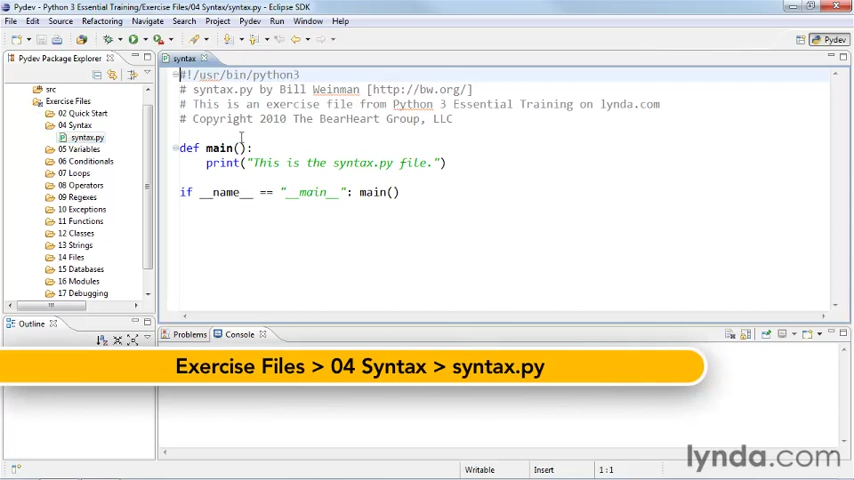 Pydev - Python 3 Essential Training/Exercise Files/04 Syntax/syntax.py - Eclipse SDK
File Edit Source Refactoring Navigate Search Project Pydev Run Window Help
Pydev
Pydev Package Explorer
syntax
src
Exercise Files
02 Quick Start
04 Syntax
syntax.py
05 Variables
06 Conditionals
07 Loops
08 Operators
09 Regexes
10 Exceptions
11 Functions
12 Classes
13 Strings
14 Files
15 Databases
16 Modules
17 Debugging
#!/usr/bin/python3
# syntax.py by Bill Weinman [http://bw.org/]
# This is an exercise file from Python 3 Essential Training on lynda.com
# Copyright 2010 The BearHeart Group, LLC
def main():
print("This is the syntax.py file.")
if __name__ == "__main__": main()
Outline
Problems
Console
Exercise Files > 04 Syntax > syntax.py
Writable
Insert
1:1
lynda.com